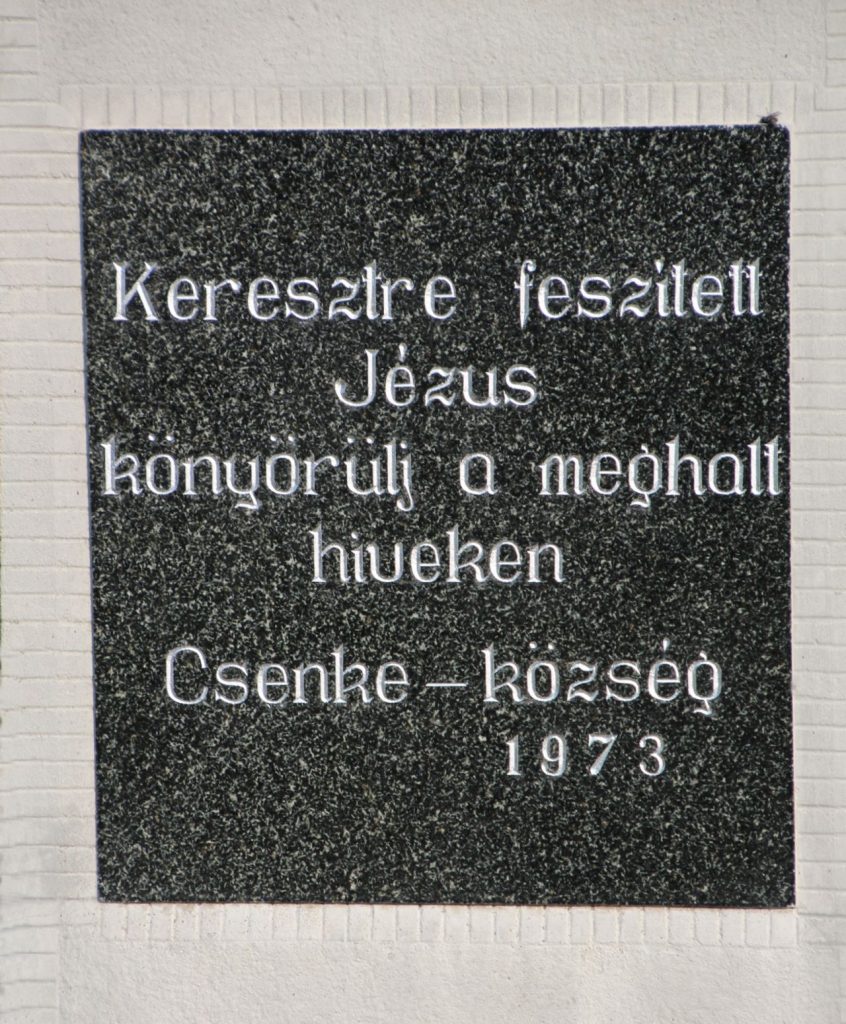 Keresztre feszitett
Jézus
könyörülj a meghalt
hiveken
Csenke – község
1973